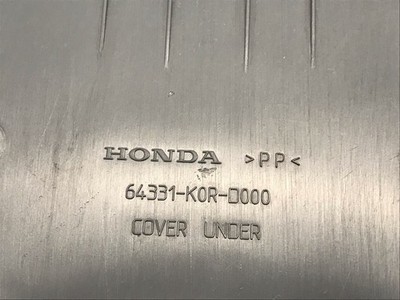 HONDA >PP<
64331-K0R-D000
COVER UNDER